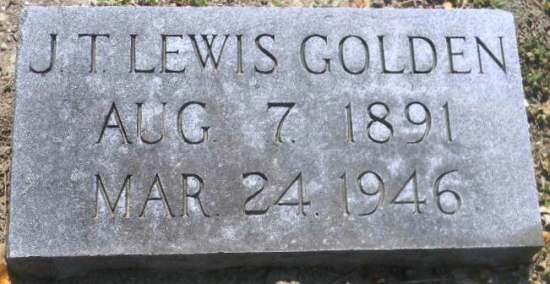 J. T. LEWIS GOLDEN
AUG. 7. 1891
MAR. 24. 1946